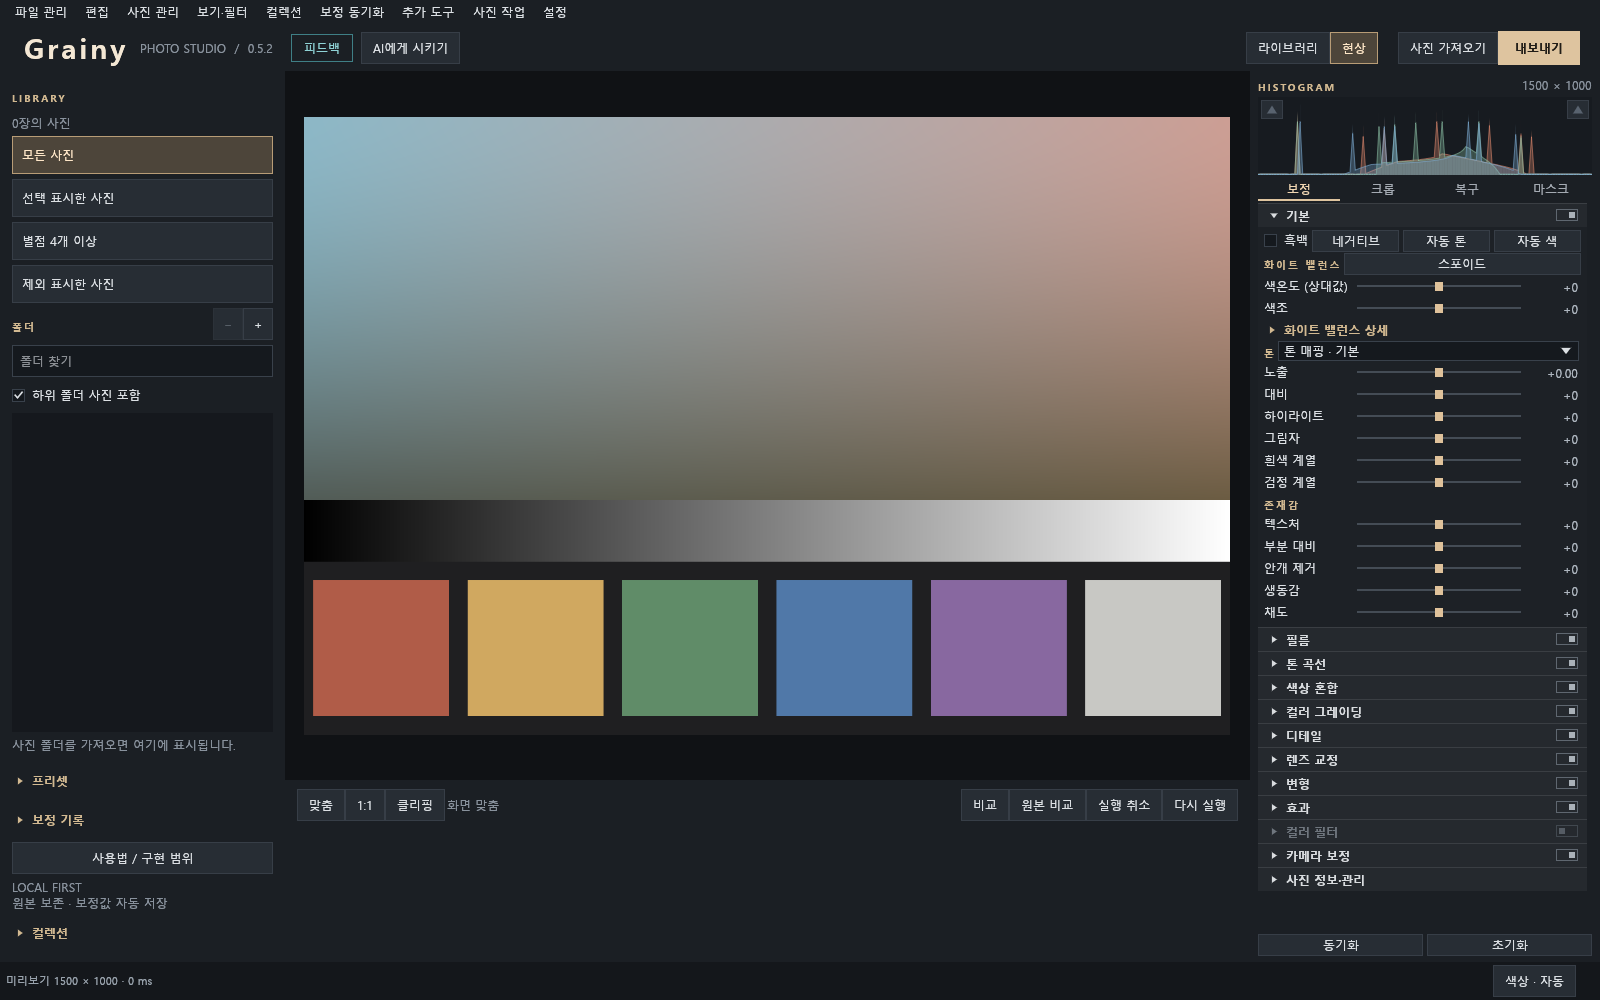 파일 관리 편집 사진 관리 보기·필터 컬렉션 보정 동기화 추가 도구 사진 작업 설정
Grainy PHOTO STUDIO / 0.5.2 피드백 AI에게 시키기 라이브러리 현상 사진 가져오기 내보내기
LIBRARY
0장의 사진
모든 사진
선택 표시한 사진
별점 4개 이상
제외 표시한 사진
폴더 − +
폴더 찾기
하위 폴더 사진 포함
사진 폴더를 가져오면 여기에 표시됩니다.
프리셋
보정 기록
사용법 / 구현 범위
LOCAL FIRST
원본 보존 · 보정값 자동 저장
컬렉션
맞춤 1:1 클리핑 화면 맞춤 비교 원본 비교 실행 취소 다시 실행
HISTOGRAM 1500 × 1000
보정 크롭 복구 마스크
기본
흑백 네거티브 자동 톤 자동 색
화이트 밸런스 스포이드
색온도 (상대값) +0
색조 +0
화이트 밸런스 상세
톤 톤 매핑 · 기본
노출 +0.00
대비 +0
하이라이트 +0
그림자 +0
흰색 계열 +0
검정 계열 +0
존재감
텍스처 +0
부분 대비 +0
안개 제거 +0
생동감 +0
채도 +0
필름
톤 곡선
색상 혼합
컬러 그레이딩
디테일
렌즈 교정
변형
효과
컬러 필터
카메라 보정
사진 정보·관리
동기화 초기화
미리보기 1500 × 1000 · 0 ms 색상 · 자동